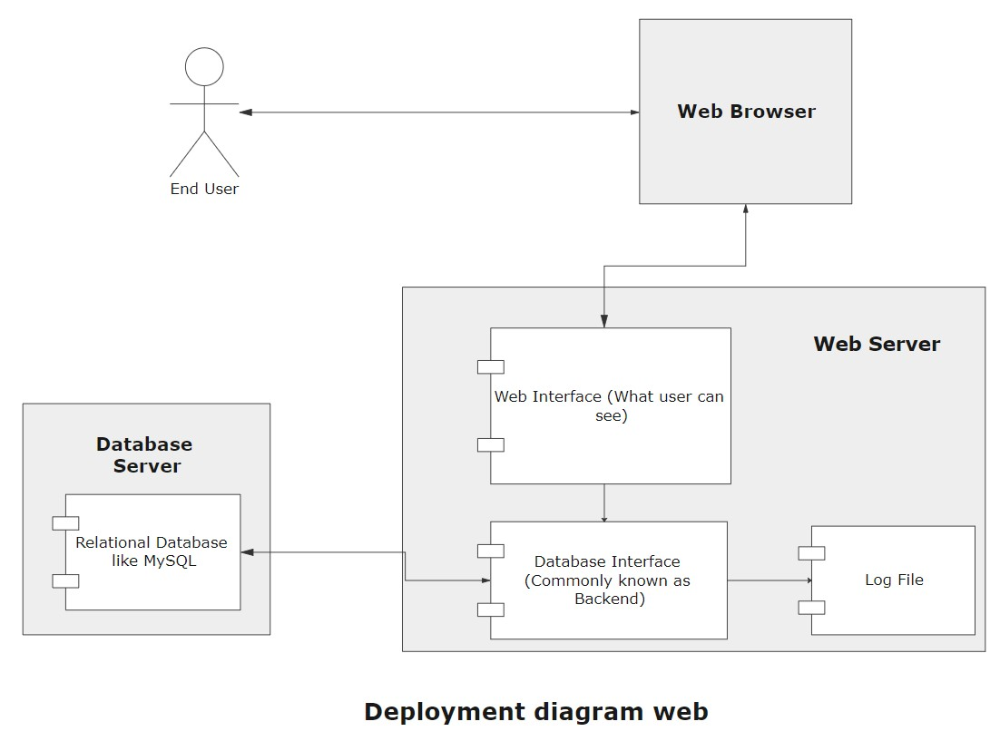 Web Browser
End User
Web Server
Web Interface (What user can
see)
Database
Server
Relational Database
like MySQL
Database Interface
(Commonly known as
Backend)
Log File
Deployment diagram web